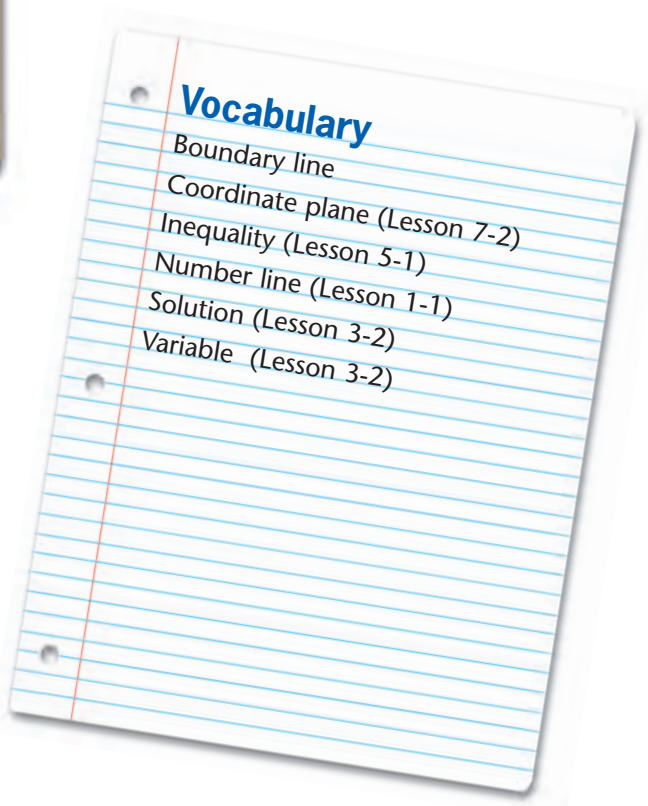 Vocabulary
Boundary line
Coordinate plane (Lesson 7-2)
Inequality (Lesson 5-1)
Number line (Lesson 1-1)
Solution (Lesson 3-2)
Variable (Lesson 3-2)